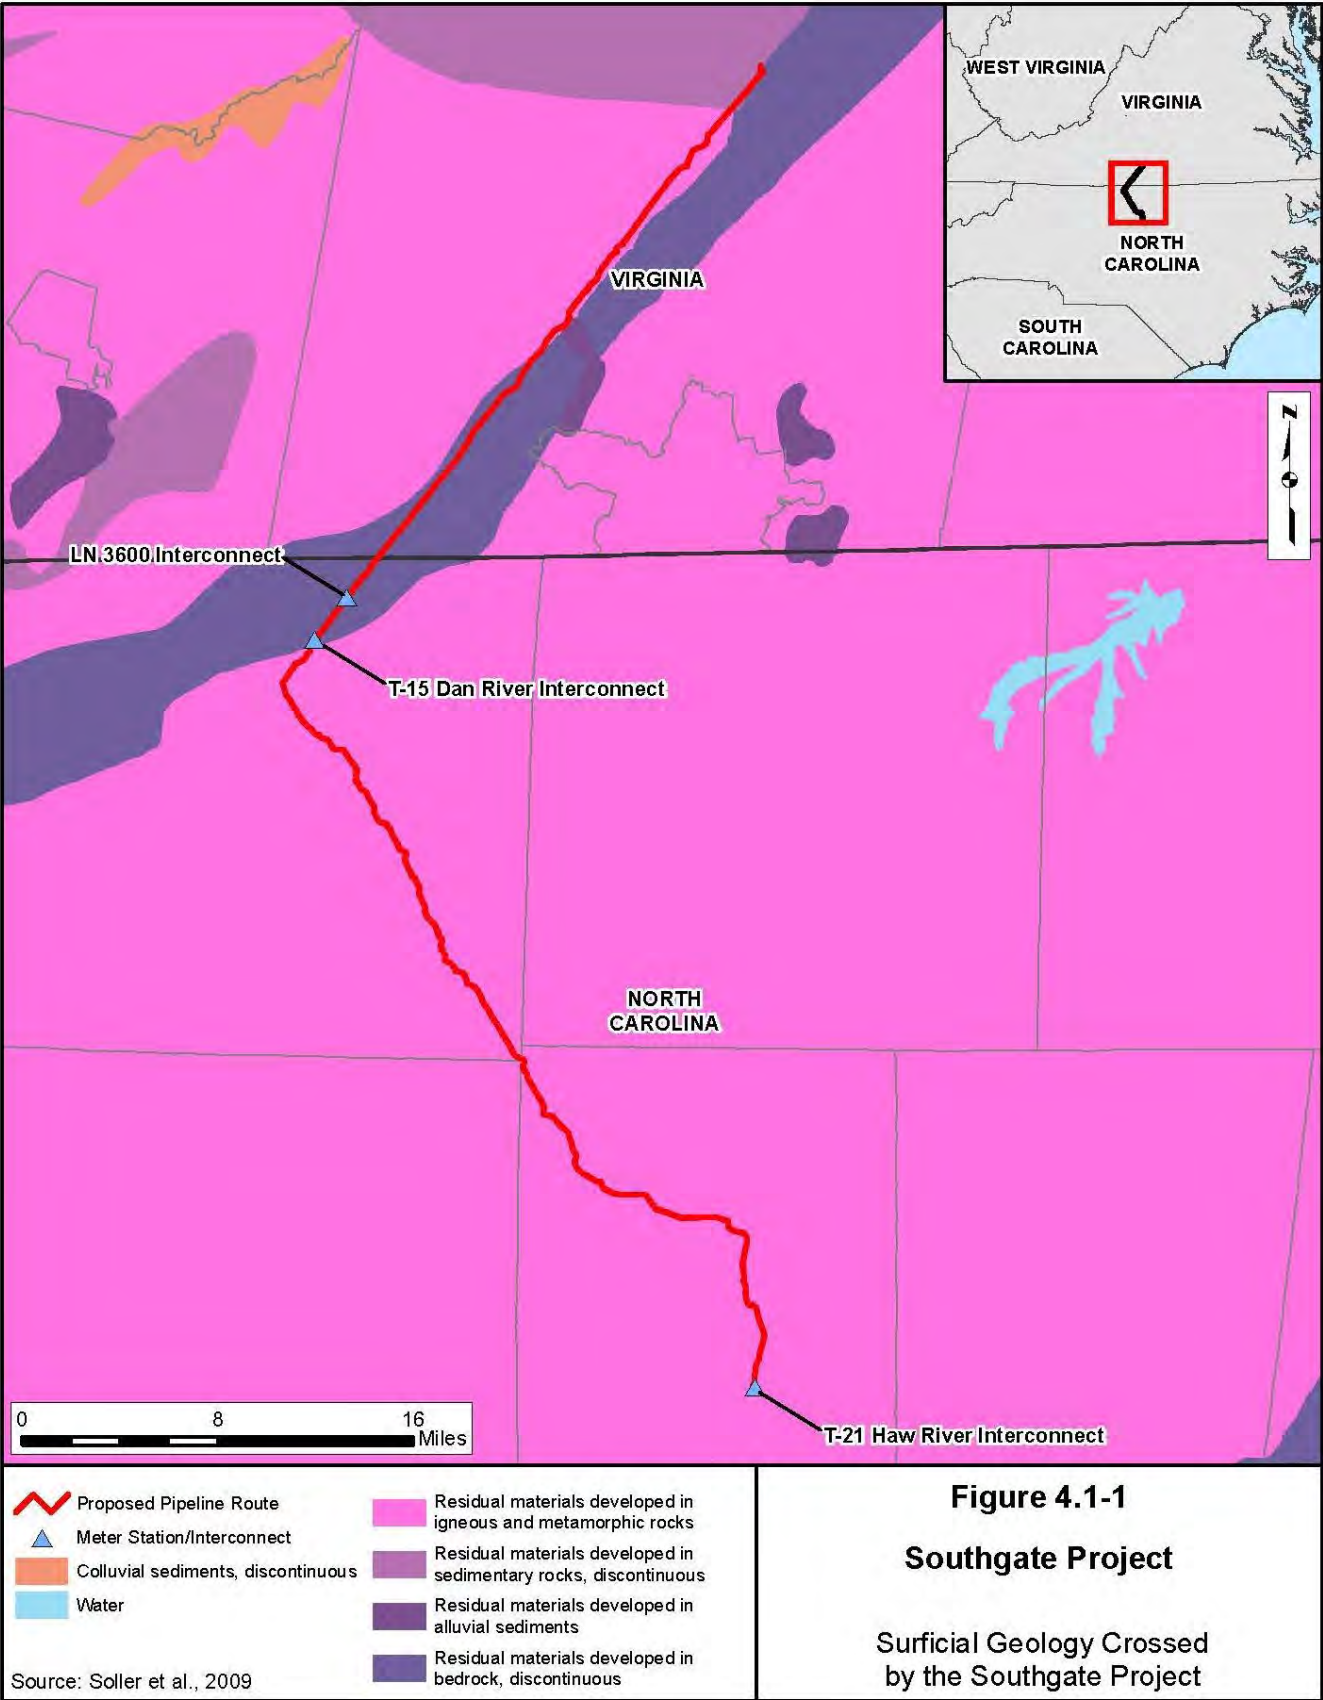 WEST VIRGINIA
VIRGINIA
NORTH
CAROLINA
SOUTH
CAROLINA
N
VIRGINIA
LN 3600 Interconnect
T-15 Dan River Interconnect
NORTH
CAROLINA
T-21 Haw River Interconnect
0 8 16
Miles
Proposed Pipeline Route
Meter Station/Interconnect
Colluvial sediments, discontinuous
Water
Source: Soller et al., 2009
Residual materials developed in
igneous and metamorphic rocks
Residual materials developed in
sedimentary rocks, discontinuous
Residual materials developed in
alluvial sediments
Residual materials developed in
bedrock, discontinuous
Figure 4.1-1
Southgate Project
Surficial Geology Crossed
by the Southgate Project